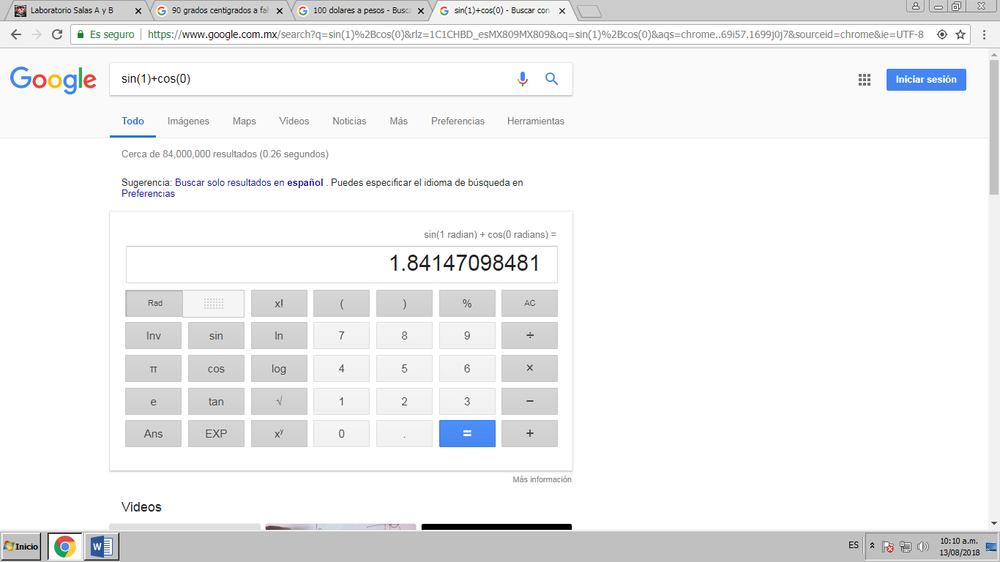 Laboratorio Salas A y B
90 grados centigrados a fah
100 dolares a pesos - Busca
sin(1)+cos(0) - Buscar con
Es seguro
https://www.google.com.mx/search?q=sin(1)%2Bcos(0)&rlz=1C1CHBD_esMX809MX809&oq=sin(1)%2Bcos(0)&aqs=chrome..69i57.1699j0j7&sourceid=chrome&ie=UTF-8
Google
sin(1)+cos(0)
Iniciar sesión
Todo Imágenes Maps Vídeos Noticias Más Preferencias Herramientas
Cerca de 84,000,000 resultados (0.26 segundos)
Sugerencia: Buscar solo resultados en español . Puedes especificar el idioma de búsqueda en
Preferencias
sin(1 radian) + cos(0 radians) =
1.84147098481
Rad x! ( ) % AC
Inv sin ln 7 8 9 ÷
π cos log 4 5 6 ×
e tan √ 1 2 3 −
Ans EXP xʸ 0 . = +
Más información
Videos
Inicio
ES
10:10 a.m.
13/08/2018